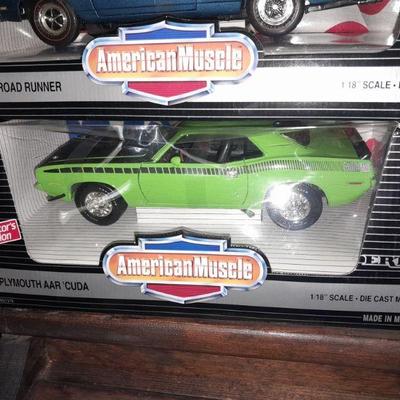 American Muscle
ROAD RUNNER
1:18" SCALE •
American Muscle
PLYMOUTH AAR 'CUDA
1:18" SCALE - DIE CAST M
MADE IN